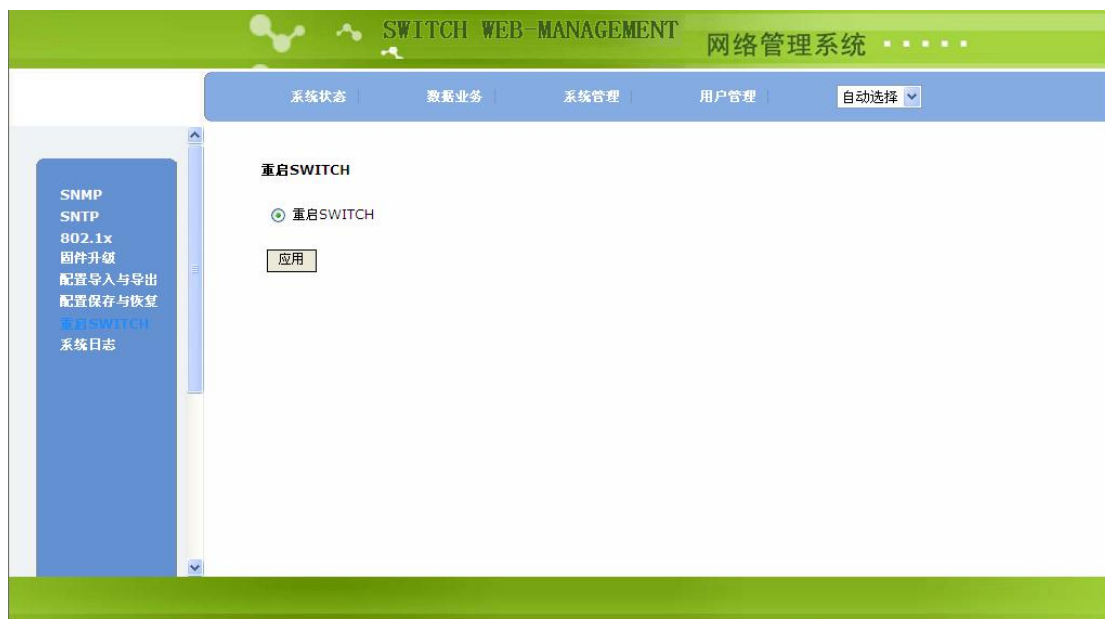 SWITCH WEB-MANAGEMENT
网络管理系统
系统状态
数据业务
系统管理
用户管理
自动选择
SNMP
SNTP
802.1x
固件升级
配置导入与导出
配置保存与恢复
重启SWITCH
系统日志
重启SWITCH
重启SWITCH
应用